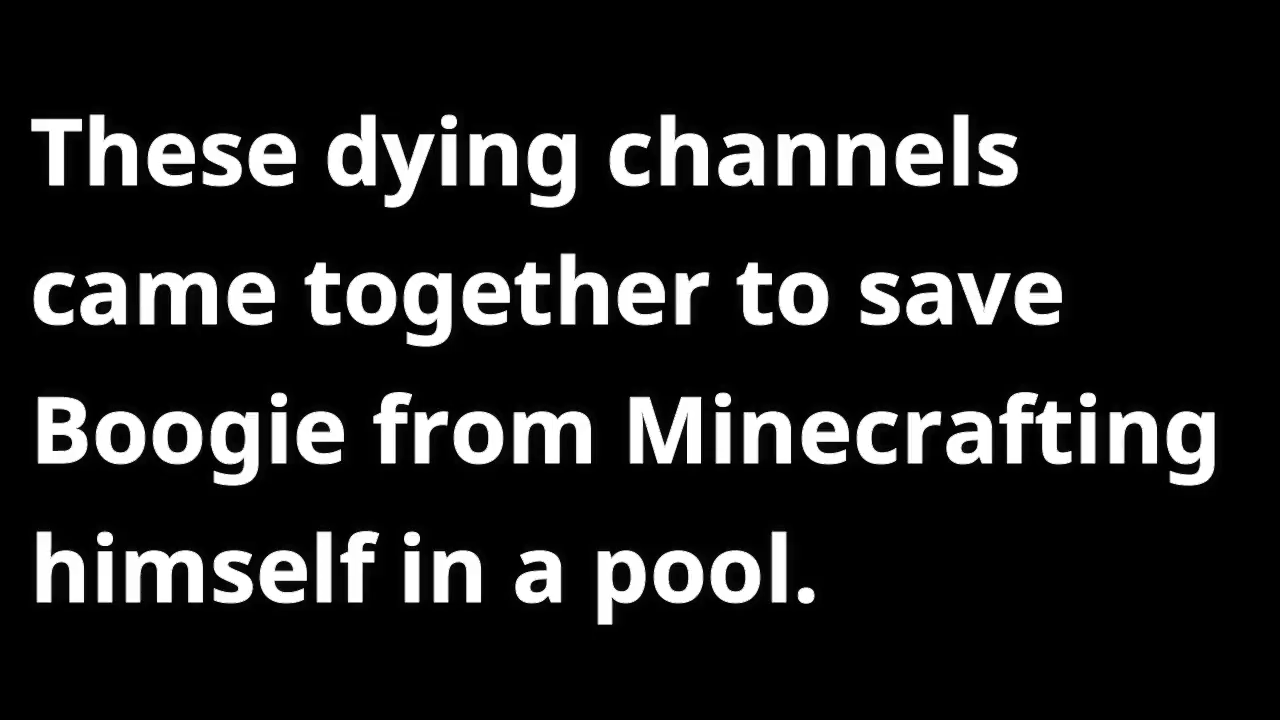 These dying channels
came together to save
Boogie from Minecrafting
himself in a pool.